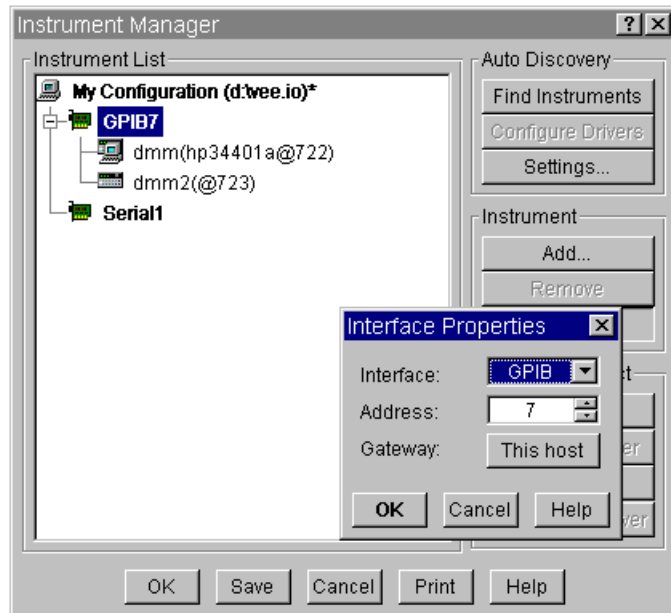 Instrument Manager
Instrument List
My Configuration (d:\vee.io)*
GPIB7
dmm(hp34401a@722)
dmm2(@723)
Serial1
Auto Discovery
Find Instruments
Configure Drivers
Settings...
Instrument
Add...
Remove
Interface Properties
Interface:
GPIB
Address:
7
Gateway:
This host
OK
Cancel
Help
OK
Save
Cancel
Print
Help